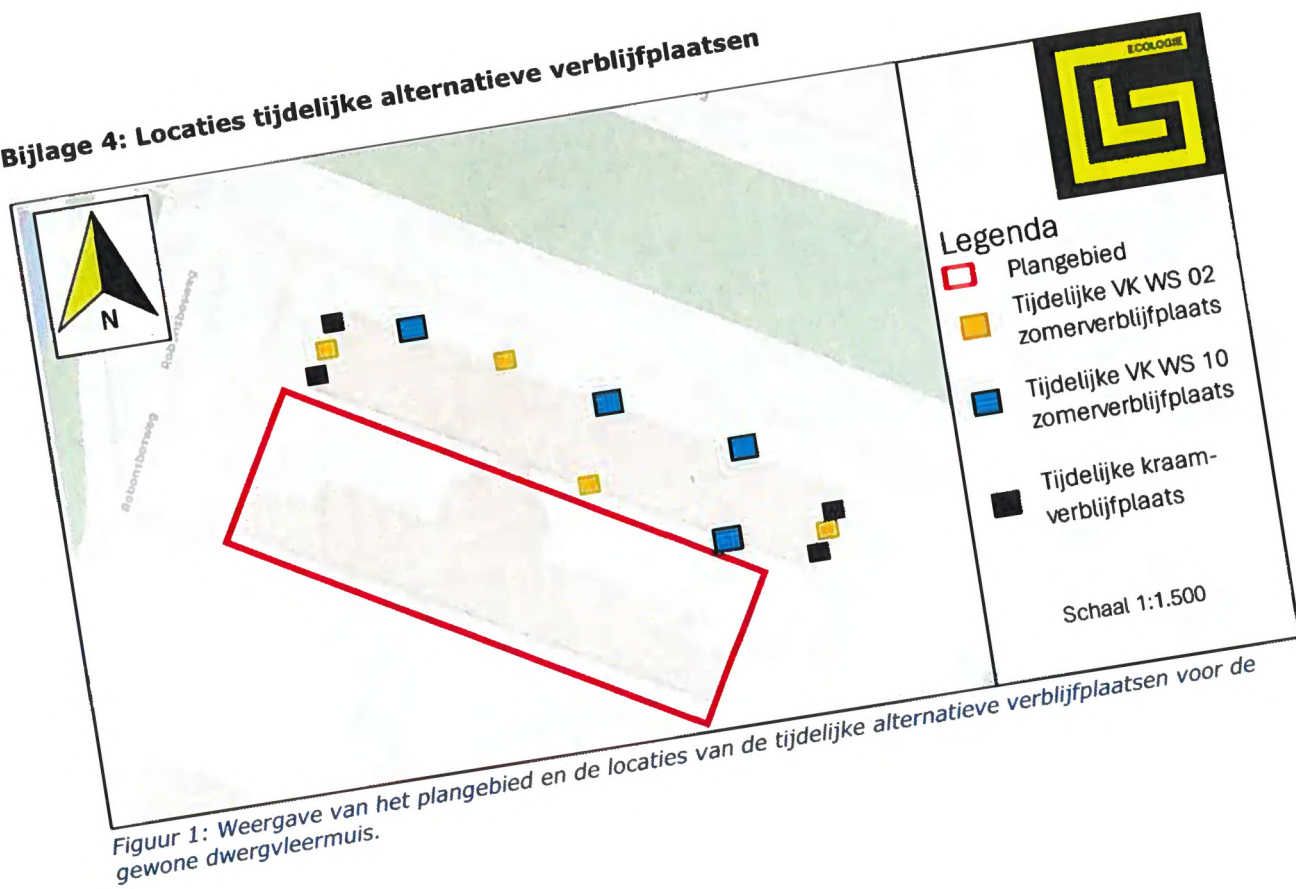 Bijlage 4: Locaties tijdelijke alternatieve verblijfplaatsen
ECOLOGIE
N
Robonsbosweg
Robonsbosweg
Legenda
Plangebied
Tijdelijke VK WS 02
zomerverblijfplaats
Tijdelijke VK WS 10
zomerverblijfplaats
Tijdelijke kraam-
verblijfplaats
Schaal 1:1.500
Figuur 1: Weergave van het plangebied en de locaties van de tijdelijke alternatieve verblijfplaatsen voor de
gewone dwergvleermuis.